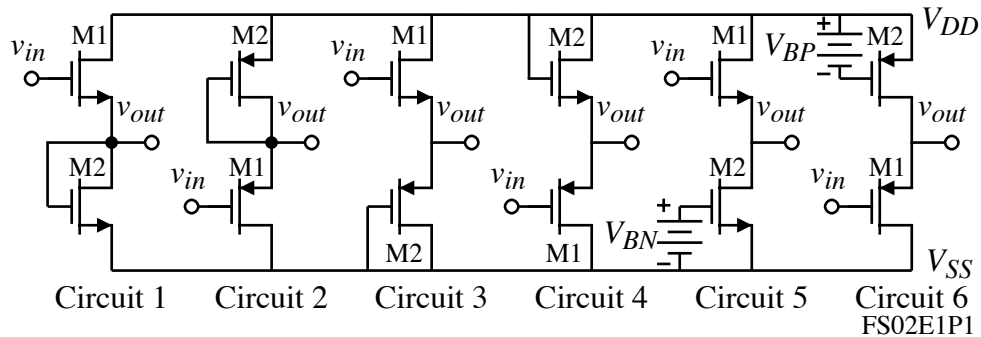 M1 M2 M1 M2 M1 V_BP M2 V_DD
v_in v_in v_in
+
-
v_out v_out v_out v_out v_out v_out
M2 v_in M1 v_in M2 v_in M1
+
V_BN
-
M2 M1
V_SS
Circuit 1 Circuit 2 Circuit 3 Circuit 4 Circuit 5 Circuit 6
FS02E1P1